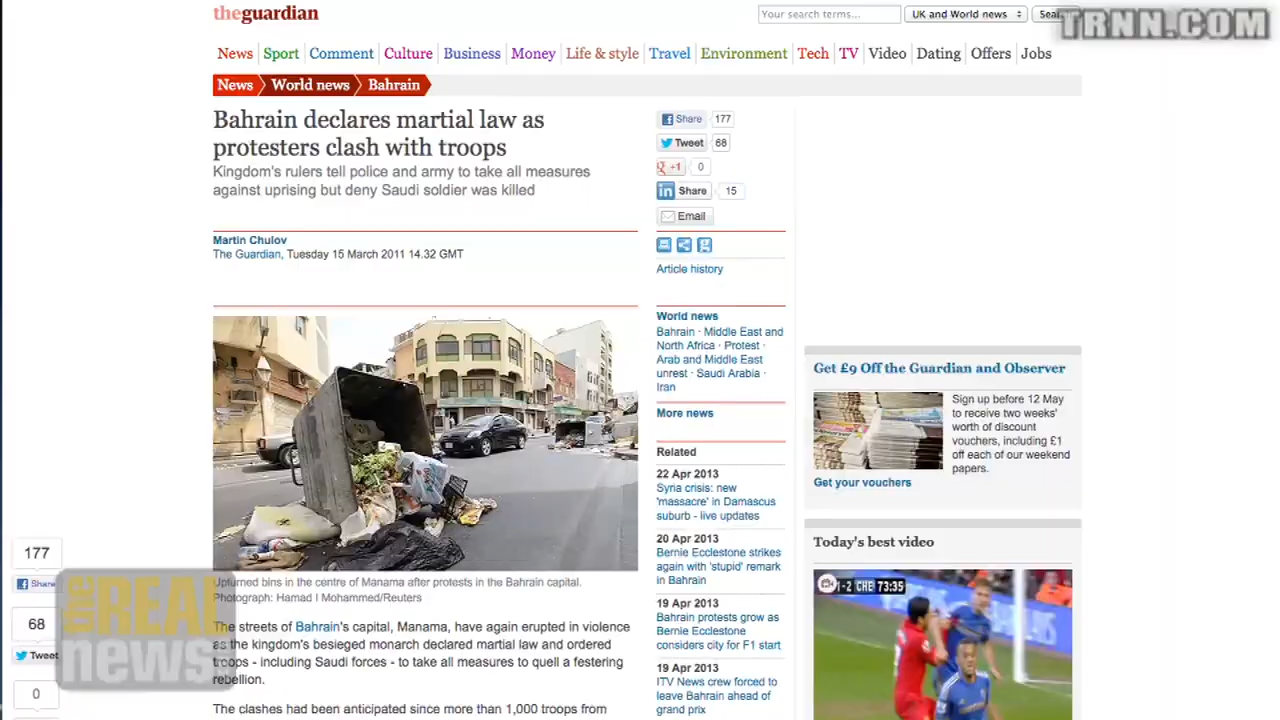 theguardian
Your search terms...
UK and World news
Sear
TRNN.COM
News
Sport
Comment
Culture
Business
Money
Life & style
Travel
Environment
Tech
TV
Video
Dating
Offers
Jobs
News
World news
Bahrain
Bahrain declares martial law as
protesters clash with troops
Kingdom's rulers tell police and army to take all measures
against uprising but deny Saudi soldier was killed
Martin Chulov
The Guardian, Tuesday 15 March 2011 14.32 GMT
Upturned bins in the centre of Manama after protests in the Bahrain capital.
Photograph: Hamad I Mohammed/Reuters
The streets of Bahrain's capital, Manama, have again erupted in violence
as the kingdom's besieged monarch declared martial law and ordered
troops - including Saudi forces - to take all measures to quell a festering
rebellion.
The clashes had been anticipated since more than 1,000 troops from
177
Share
68
Tweet
0
the REAL
news.
Share 177
Tweet 68
+1 0
Share 15
Email
Article history
World news
Bahrain · Middle East and
North Africa · Protest ·
Arab and Middle East
unrest · Saudi Arabia ·
Iran
More news
Related
22 Apr 2013
Syria crisis: new
'massacre' in Damascus
suburb - live updates
20 Apr 2013
Bernie Ecclestone strikes
again with 'stupid' remark
in Bahrain
19 Apr 2013
Bahrain protests grow as
Bernie Ecclestone
considers city for F1 start
19 Apr 2013
ITV News crew forced to
leave Bahrain ahead of
grand prix
Get £9 Off the Guardian and Observer
Sign up before 12 May
to receive two weeks'
worth of discount
vouchers, including £1
off each of our weekend
papers.
Get your vouchers
Today's best video
-2 CHE 73:35